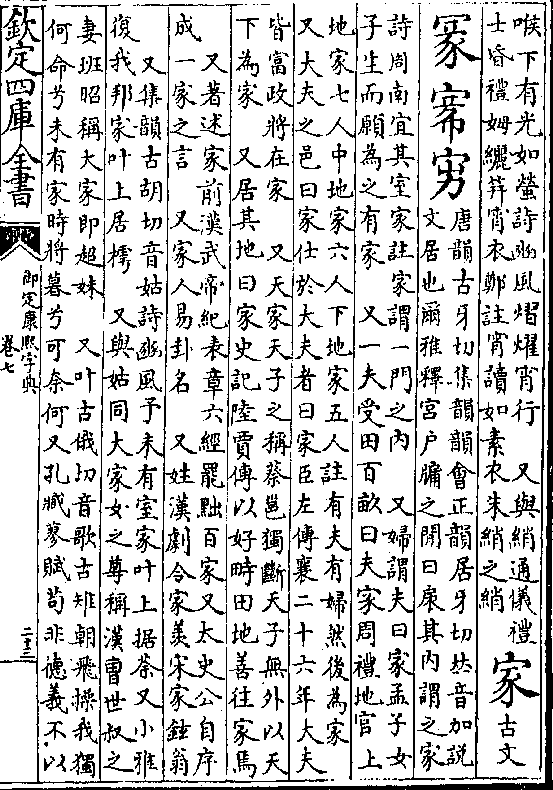 喉下有光如螢詩豳風熠燿宵行 又與綃通儀禮
士昏禮姆纚笄宵衣鄭註宵讀如素衣朱綃之綃
家 古文
唐韻古牙切集韻韻會正韻居牙切𠀤音加說
文居也爾雅釋宮戶牖之閒曰扆其內謂之家
詩周南宜其室家註家謂一門之內 又婦謂夫曰家孟子女
子生而願為之有家 又一夫受田百畝曰夫家周禮地官上
地家七人中地家六人下地家五人註有夫有婦然後為家
又大夫之邑曰家仕於大夫者曰家臣左傳襄二十六年大夫
皆富政將在家 又天家天子之稱蔡邕獨斷天子無外以天
下為家 又居其地曰家史記陸賈傳以好畤田地善往家焉
又著述家前漢武帝紀表章六經罷黜百家又太史公自序
成一家之言 又家人易卦名 又姓漢劇令家羡宋家鉉翁
又集韻古胡切音姑詩豳風予未有室家叶上据荼又小雅
復我邦家叶上居樗 又與姑同大家女之尊稱漢曹世叔之
妻班昭稱大家即超妹 又叶古俄切音歌古雉朝飛操我獨
何命兮未有家時將暮兮可奈何又孔臧蓼賦苟非德義不以
欽定四庫全書
御定康熙字典
卷七
二十三